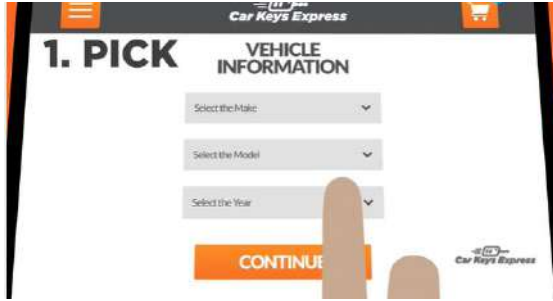 Car Keys Express
1. PICK
VEHICLE
INFORMATION
Select the Make
Select the Model
Select the Year
CONTINUE
Car Keys Express